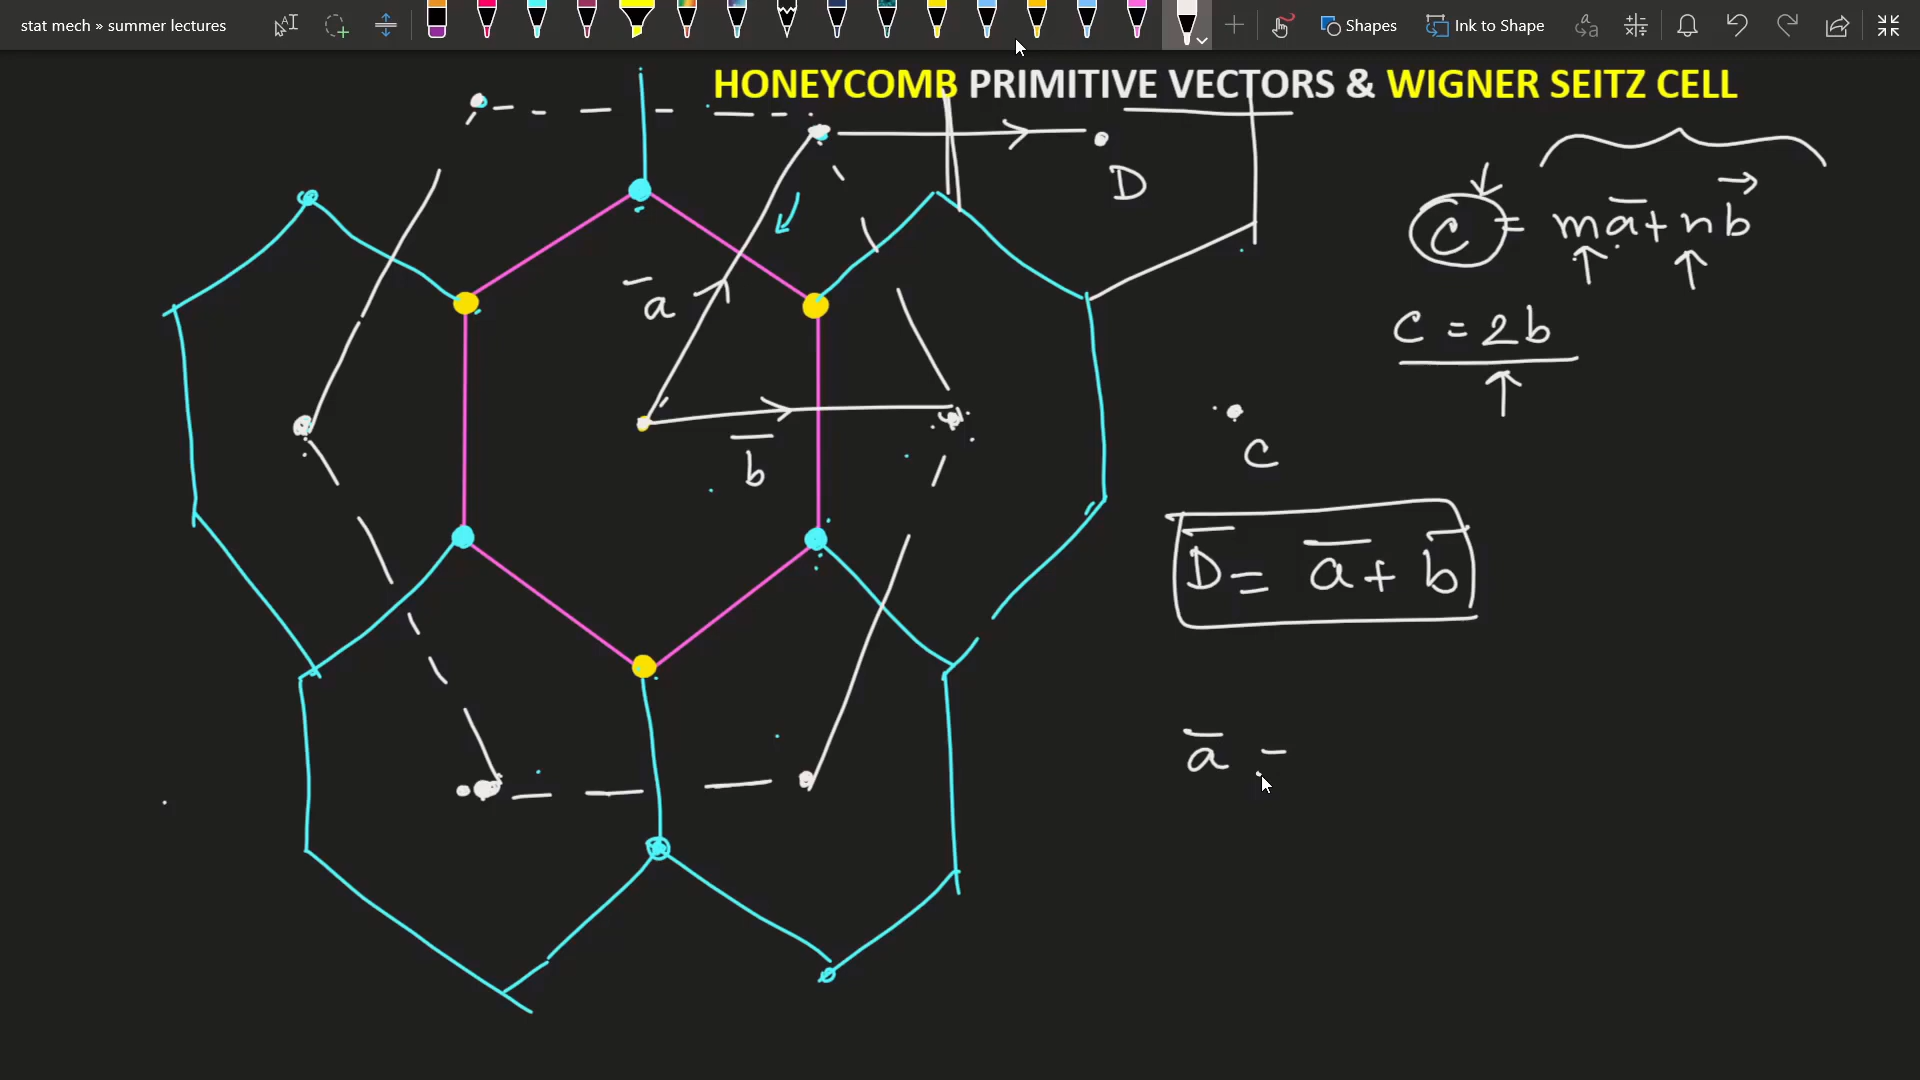 stat mech » summer lectures
Shapes
Ink to Shape
HONEYCOMB PRIMITIVE VECTORS & WIGNER SEITZ CELL
D
C = ma̅ + nb⃗
a̅
C = 2b
b̅
C
D̅ = a̅ + b̅
a̅ =